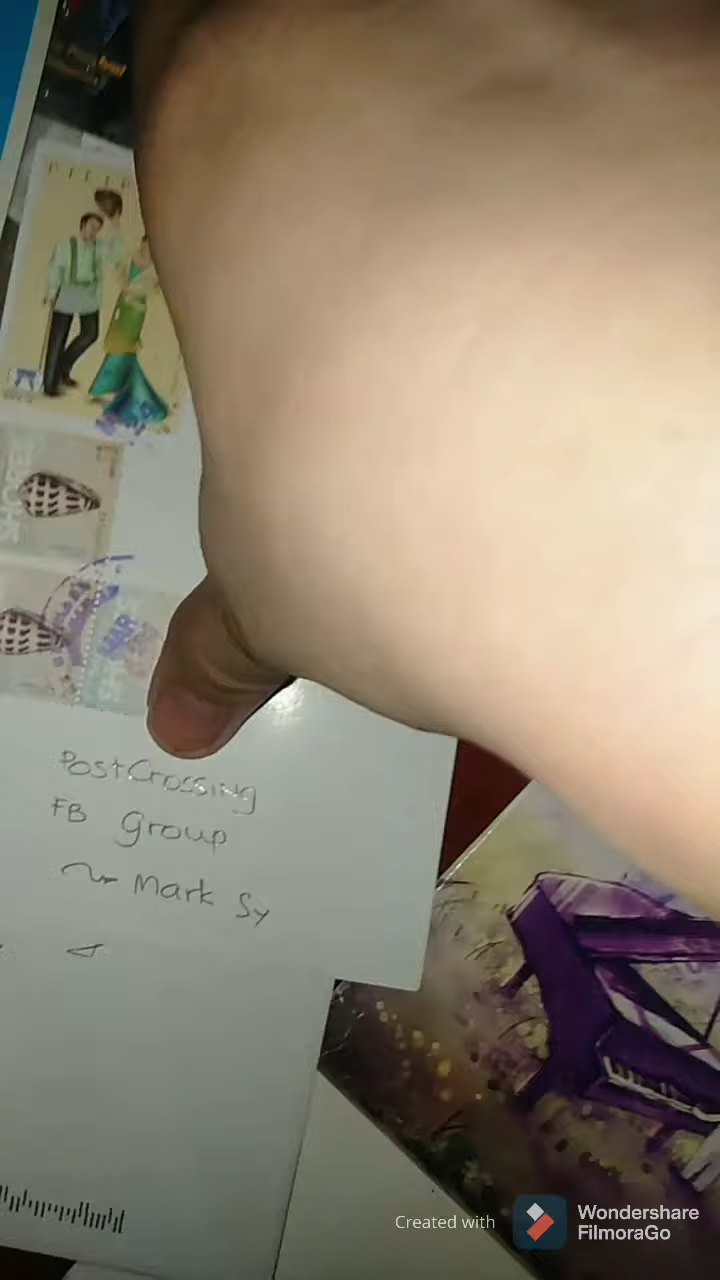 PostCrossing
FB Group
Mark Sy
Created with
Wondershare
FilmoraGo